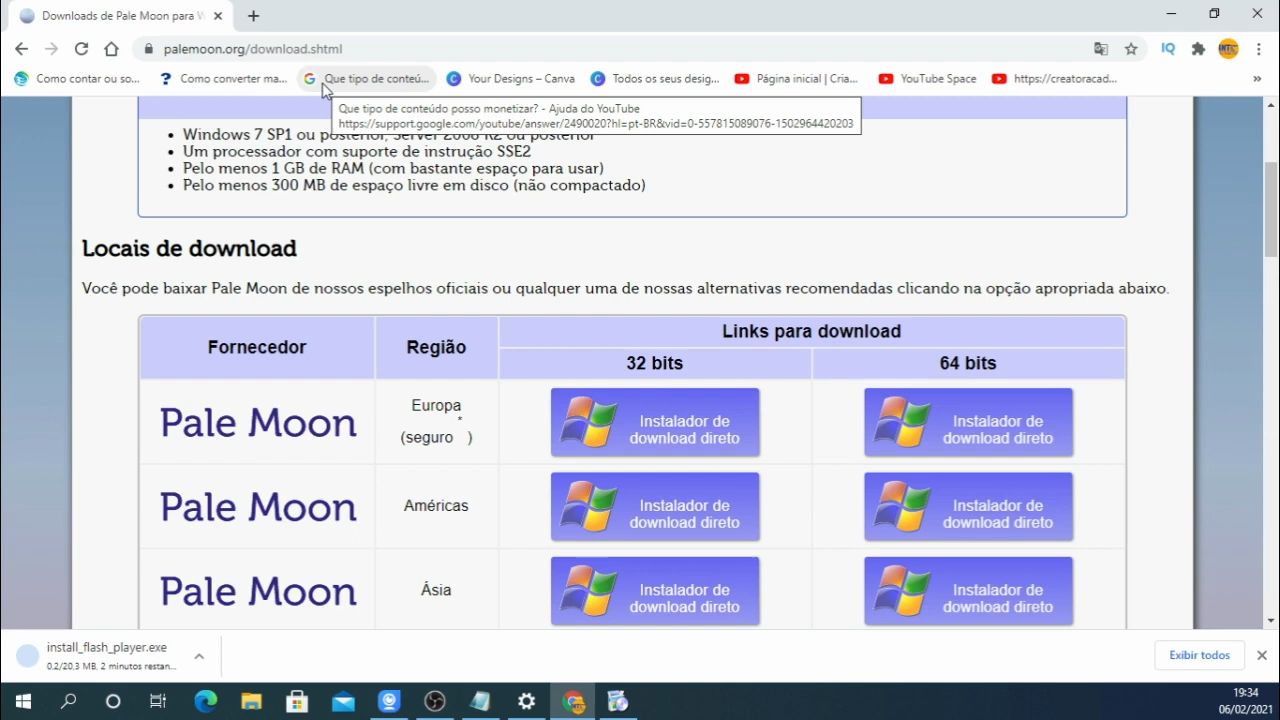 Downloads de Pale Moon para W
palemoon.org/download.shtml
Como contar ou so...
Como converter ma...
Que tipo de conteú...
Your Designs – Canva
Todos os seus desig...
Página inicial | Cria...
YouTube Space
https://creatoracad...
»
Que tipo de conteúdo posso monetizar? - Ajuda do YouTube
https://support.google.com/youtube/answer/2490020?hl=pt-BR&vid=0-557815089076-1502964420203
• Windows 7 SP1 ou posterior, Server 2008 R2 ou posterior
• Um processador com suporte de instrução SSE2
• Pelo menos 1 GB de RAM (com bastante espaço para usar)
• Pelo menos 300 MB de espaço livre em disco (não compactado)
Locais de download
Você pode baixar Pale Moon de nossos espelhos oficiais ou qualquer uma de nossas alternativas recomendadas clicando na opção apropriada abaixo.
Fornecedor
Região
Links para download
32 bits
64 bits
Pale Moon
Europa
(seguro * )
Instalador de
download direto
Instalador de
download direto
Pale Moon
Américas
Instalador de
download direto
Instalador de
download direto
Pale Moon
Ásia
Instalador de
download direto
Instalador de
download direto
install_flash_player.exe
0,2/20,3 MB, 2 minutos restan...
Exibir todos
19:34
06/02/2021